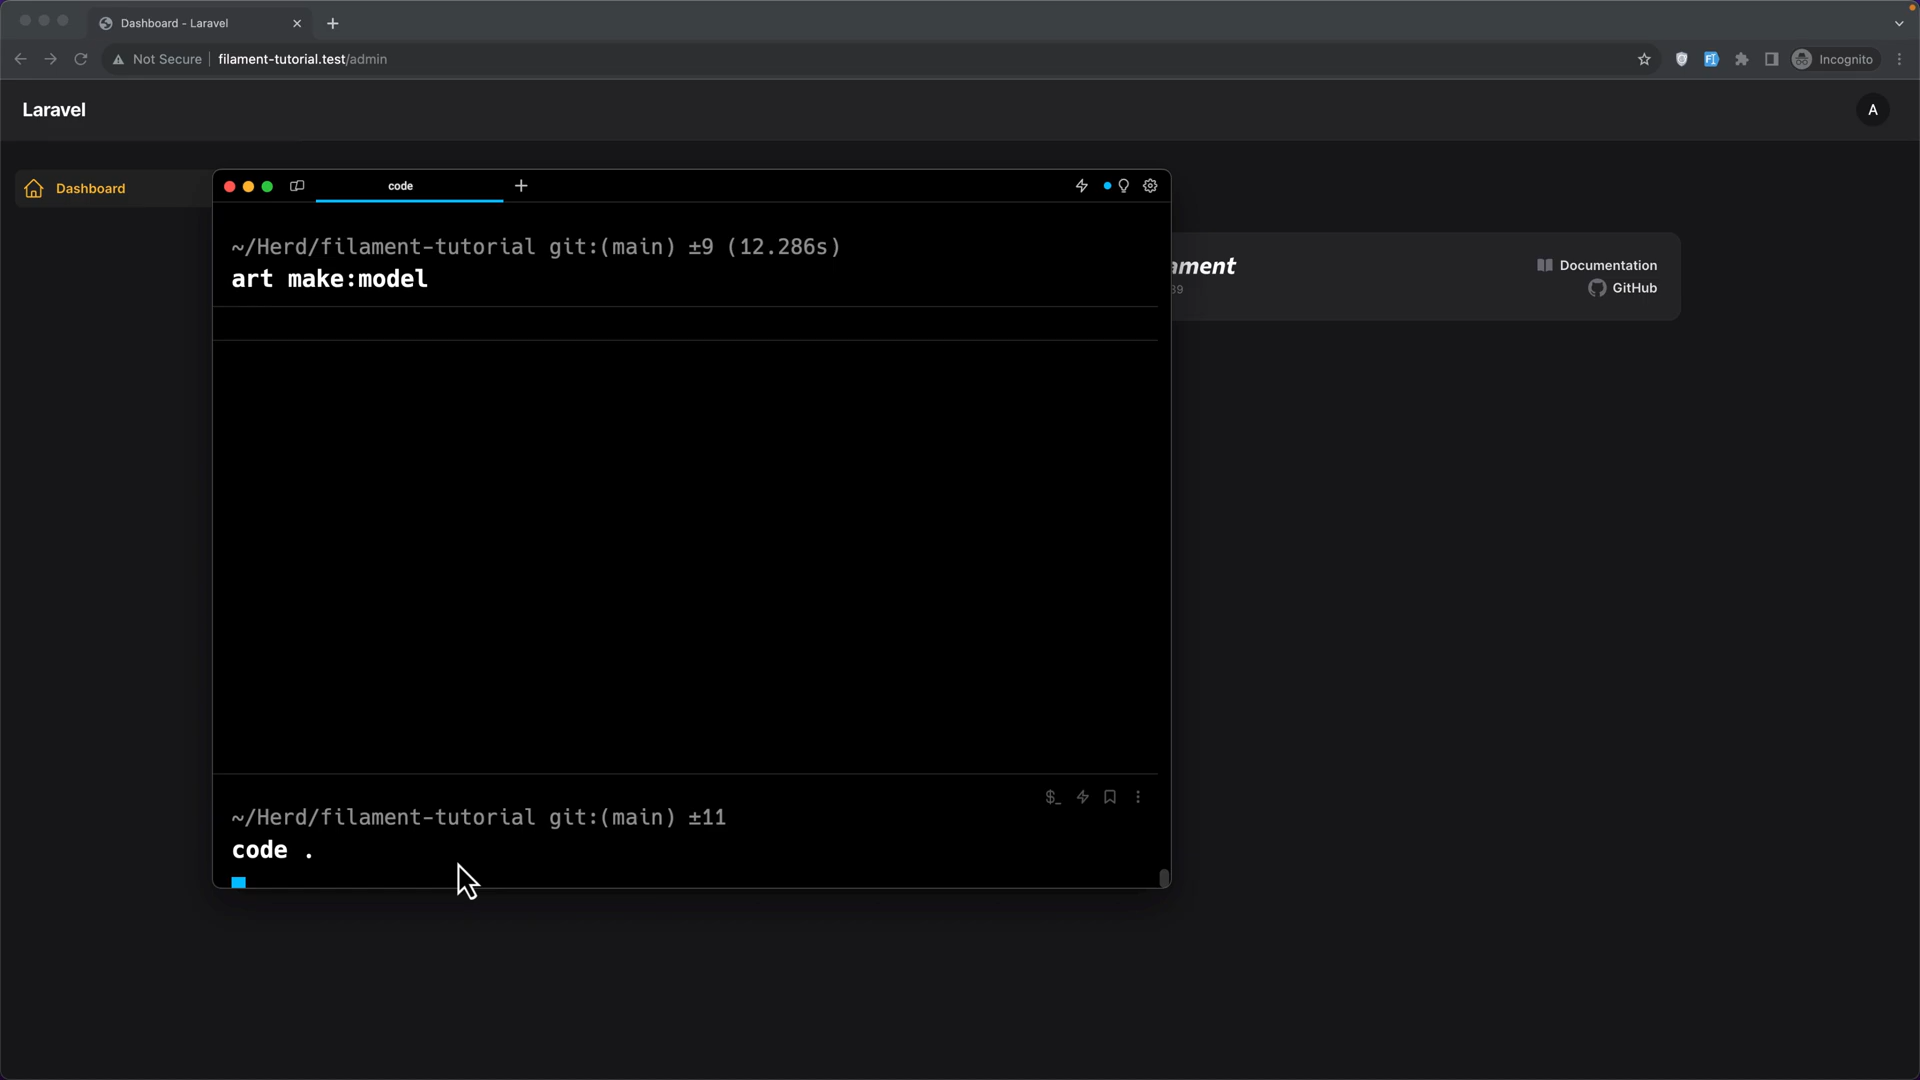 Dashboard - Laravel
Not Secure
filament-tutorial.test/admin
Incognito
Laravel
A
Dashboard
code
~/Herd/filament-tutorial git:(main) ±9 (12.286s)
art make:model
ament
39
Documentation
GitHub
$_
~/Herd/filament-tutorial git:(main) ±11
code .